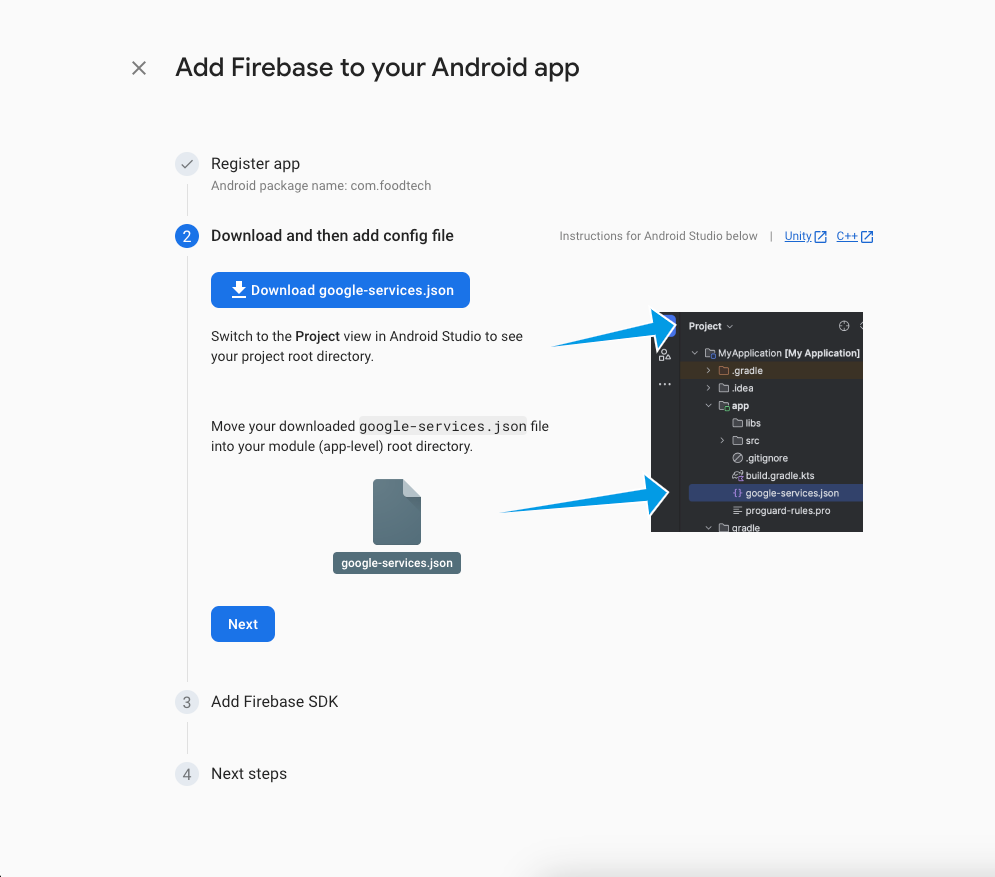 Add Firebase to your Android app
Register app
Android package name: com.foodtech
2 Download and then add config file
Instructions for Android Studio below | Unity C++
Download google-services.json
Switch to the Project view in Android Studio to see
your project root directory.
Move your downloaded google-services.json file
into your module (app-level) root directory.
google-services.json
Project
MyApplication [My Application]
.gradle
.idea
app
libs
src
.gitignore
build.gradle.kts
google-services.json
proguard-rules.pro
gradle
Next
3 Add Firebase SDK
4 Next steps